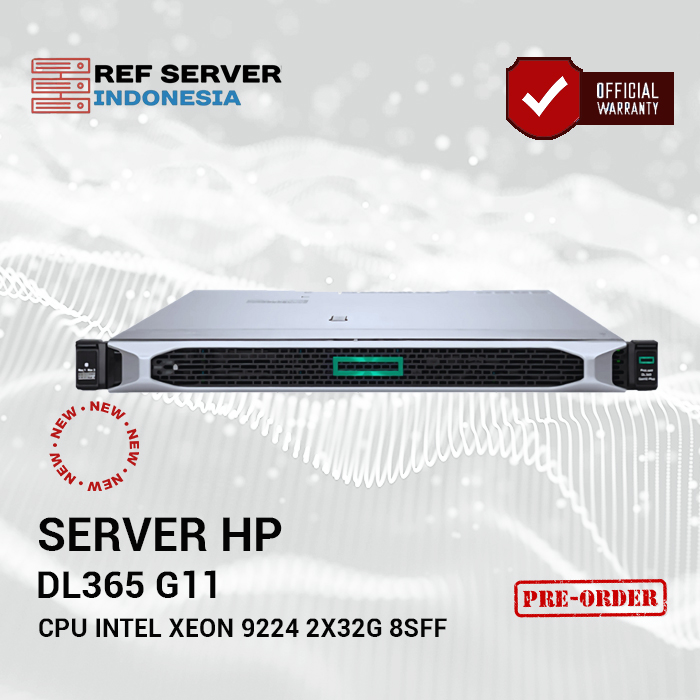 REF SERVER
INDONESIA
OFFICIAL
WARRANTY
NEW • NEW • NEW • NEW • NEW •
SERVER HP
DL365 G11
PRE-ORDER
CPU INTEL XEON 9224 2X32G 8SFF